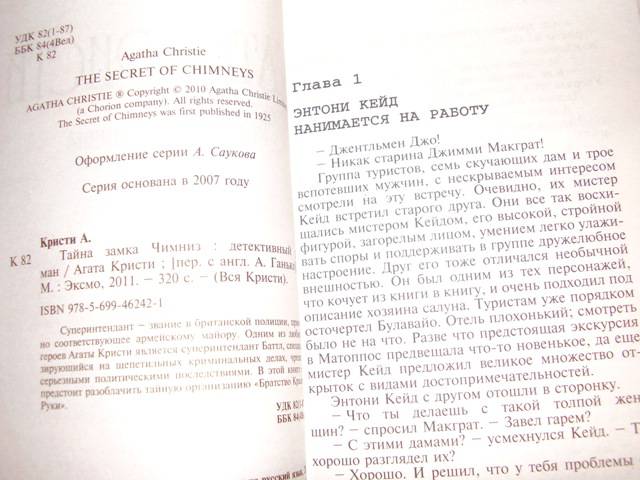 УДК 82(1-87)
ББК 84(4Вел)
К 82
Agatha Christie
THE SECRET OF CHIMNEYS
AGATHA CHRISTIE ® Copyright © 2010 Agatha Christie
(a Chorion company). All rights reserved.
The Secret of Chimneys was first published in 1925
Оформление серии А. Саукова
Серия основана в 2007 году
Кристи А.
К 82 Тайна замка Чимниз : детективный
ман / Агата Кристи ; [пер. с англ. А.
М. : Эксмо, 2011. – 320 с. – (Вся Кристи).
ISBN 978-5-699-46242-1
Суперинтендант – звание в британской полиции,
но соответствующее армейскому майору. Одним из
героев Агаты Кристи является суперинтендант Баттл,
зирующийся на щепетильных криминальных делах,
серьезными политическими последствиями. В этой
предстоит разоблачить тайную организацию «Братство
Руки».
УДК
ББК
Глава 1
ЭНТОНИ КЕЙД
НАНИМАЕТСЯ НА РАБОТУ
– Джентльмен Джо!
– Никак старина Джимми Макграт!
Группа туристов, семь скучающих дам и трое
вспотевших мужчин, с нескрываемым интересом
смотрели на эту встречу. Очевидно, их мистер
Кейд встретил старого друга. Они все так восхи-
щались мистером Кейдом, его высокой, стройной
фигурой, загорелым лицом, умением легко улажи-
вать споры и поддерживать в группе дружелюбное
настроение. Друг его тоже отличался необычной
внешностью. Он был одним из тех персонажей,
что кочует из книги в книгу, и очень подходил под
описание хозяина салуна. Туристам уже порядком
осточертел Булавайо. Отель плохонький; смотреть
было не на что. Разве что предстоящая экскурсия
в Матоппос предвещала что-то новенькое, да еще
мистер Кейд предложил великое множество от-
крыток с видами достопримечательностей.
Энтони Кейд с другом отошли в сторонку.
– Что ты делаешь с такой толпой жен-
щин? – спросил Макграт. – Завел гарем?
– С этими дамами? – усмехнулся Кейд. –
хорошо разглядел их?
– Хорошо. И решил, что у тебя проблемы